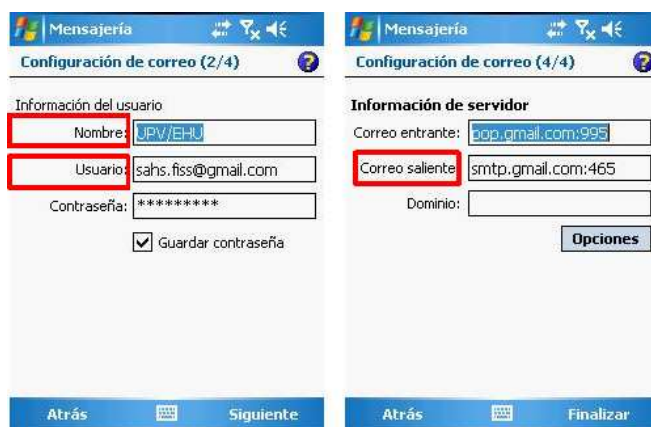 Mensajería
Configuración de correo (2/4)
Información del usuario
Nombre: UPV/EHU
Usuario: sahs.fiss@gmail.com
Contraseña: *********
Guardar contraseña
Atrás Siguiente
Mensajería
Configuración de correo (4/4)
Información de servidor
Correo entrante: pop.gmail.com:995
Correo saliente smtp.gmail.com:465
Dominio:
Opciones
Atrás Finalizar